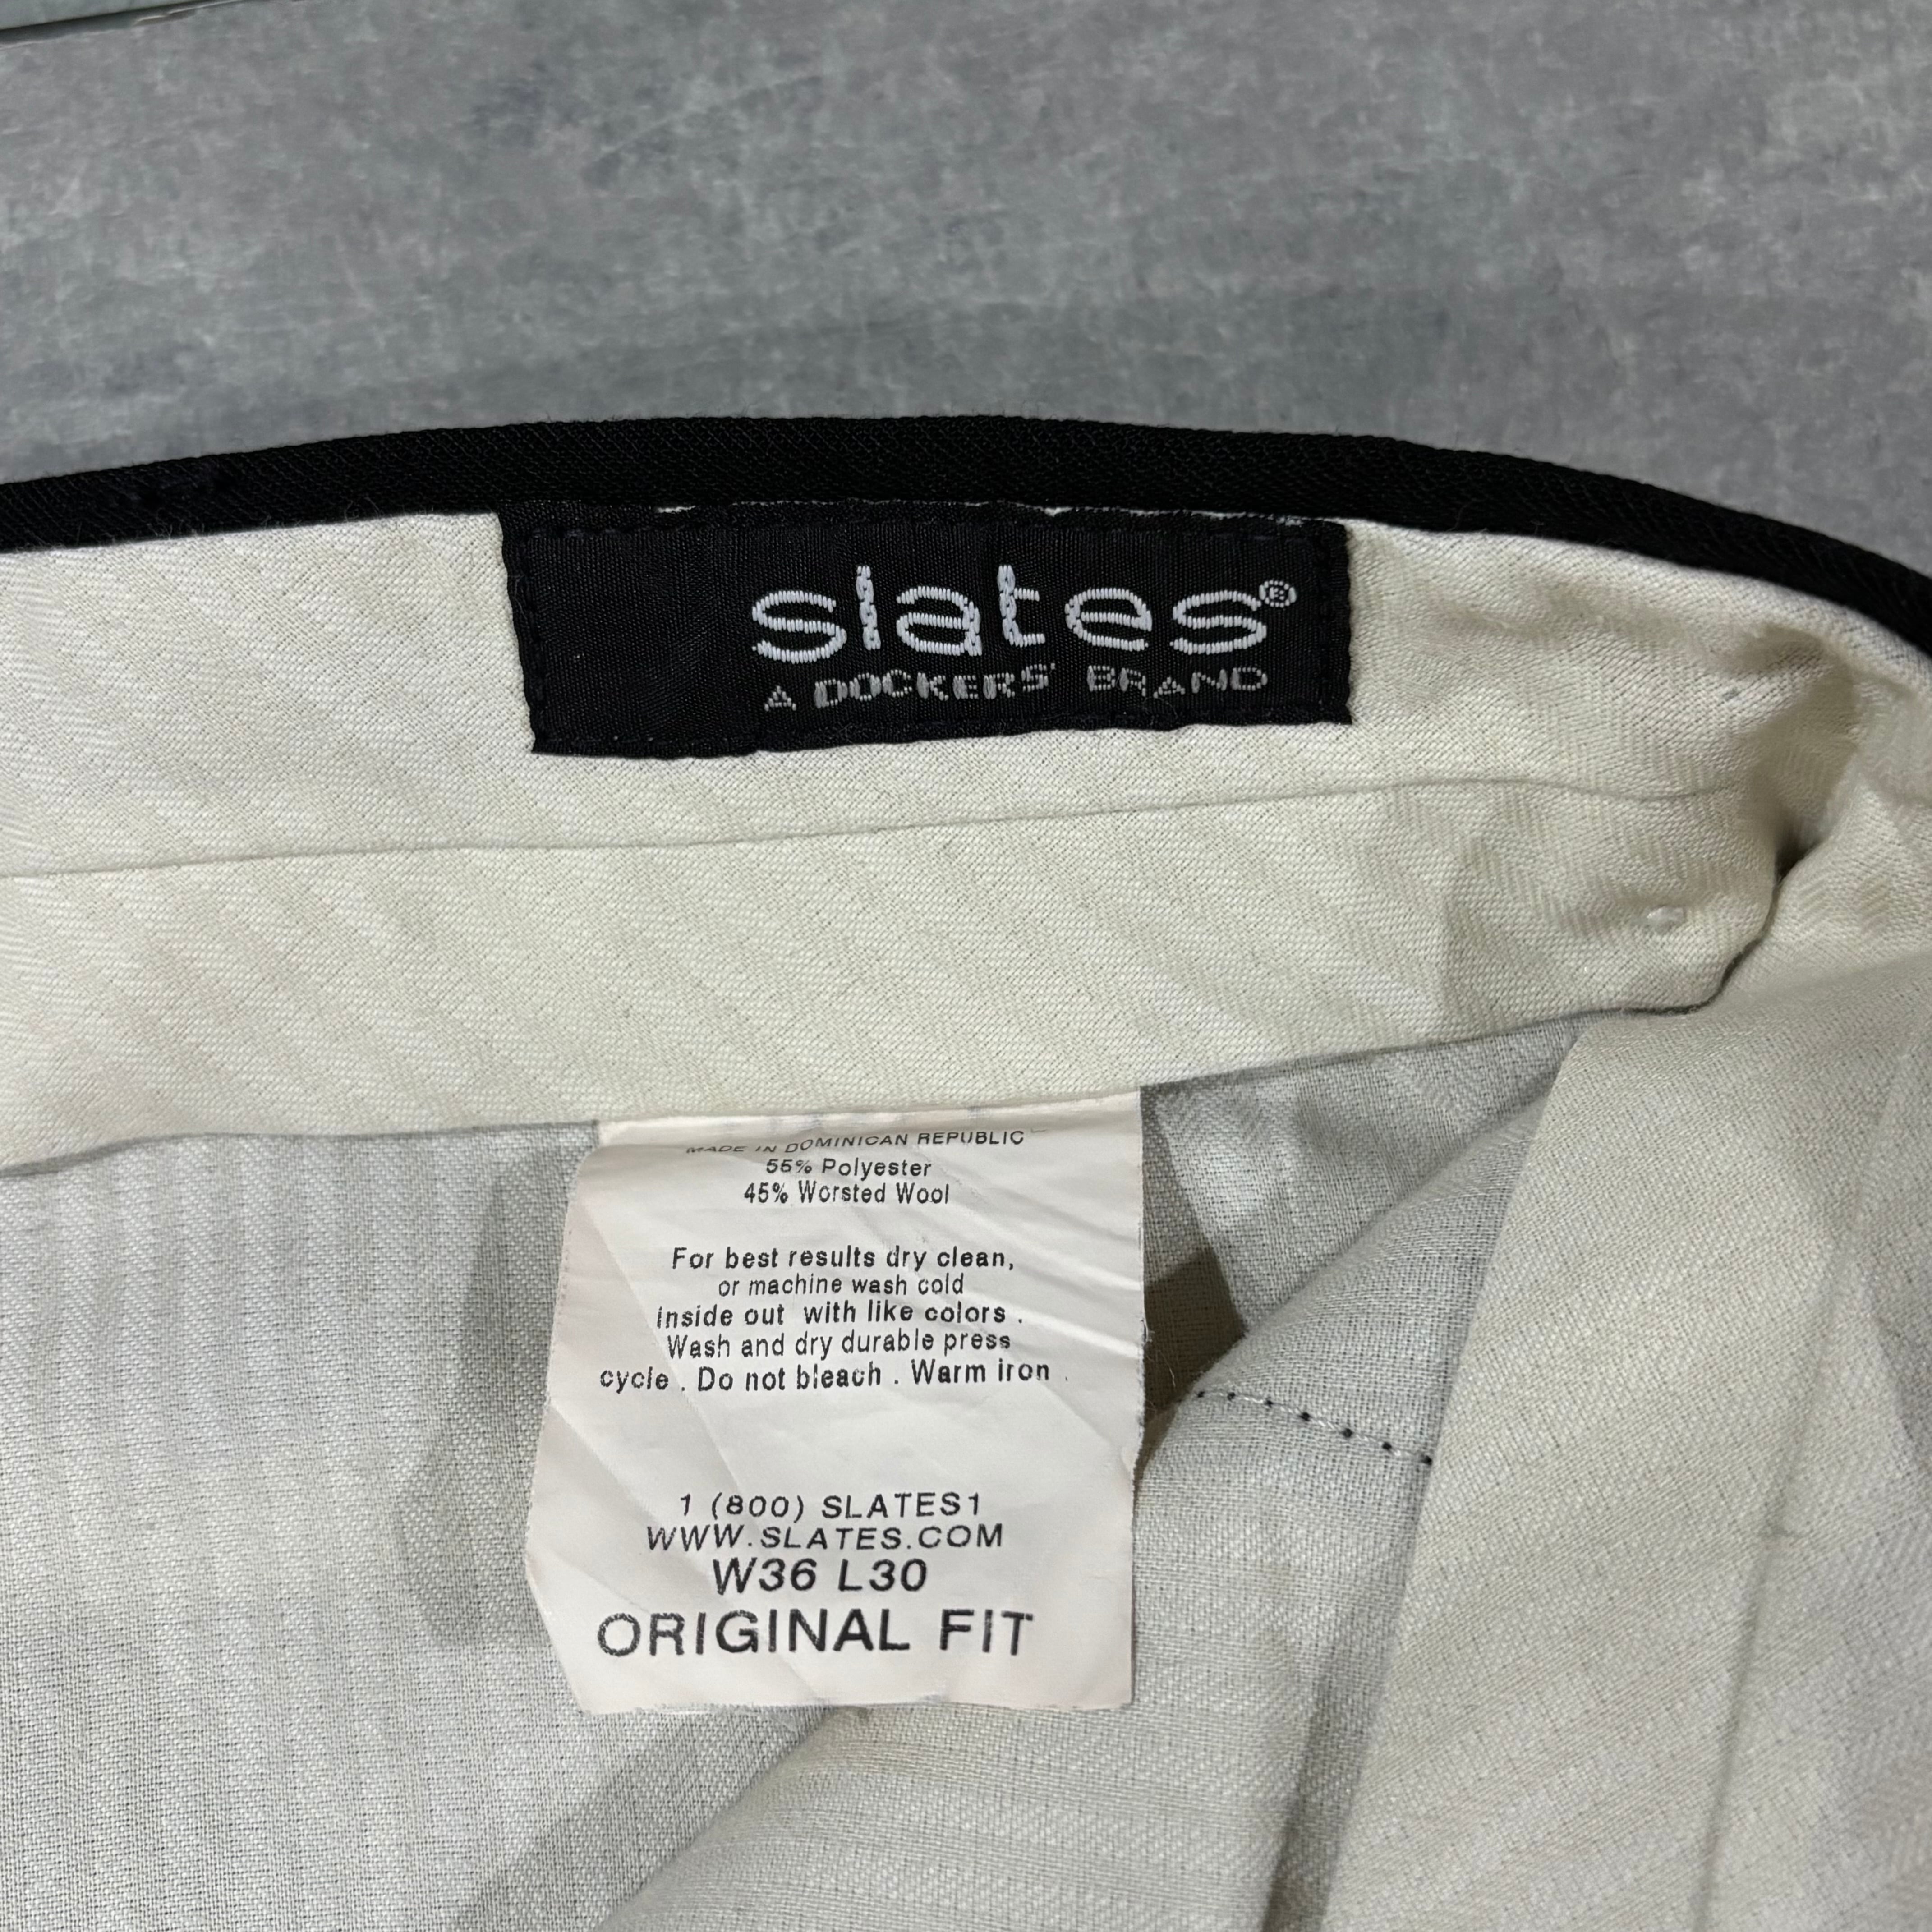 slates®
A DOCKERS' BRAND
MADE IN DOMINICAN REPUBLIC
55% Polyester
45% Worsted Wool
For best results dry clean,
or machine wash cold
inside out with like colors .
Wash and dry durable press
cycle . Do not bleach . Warm iron .
1 (800) SLATES1
WWW.SLATES.COM
W36 L30
ORIGINAL FIT